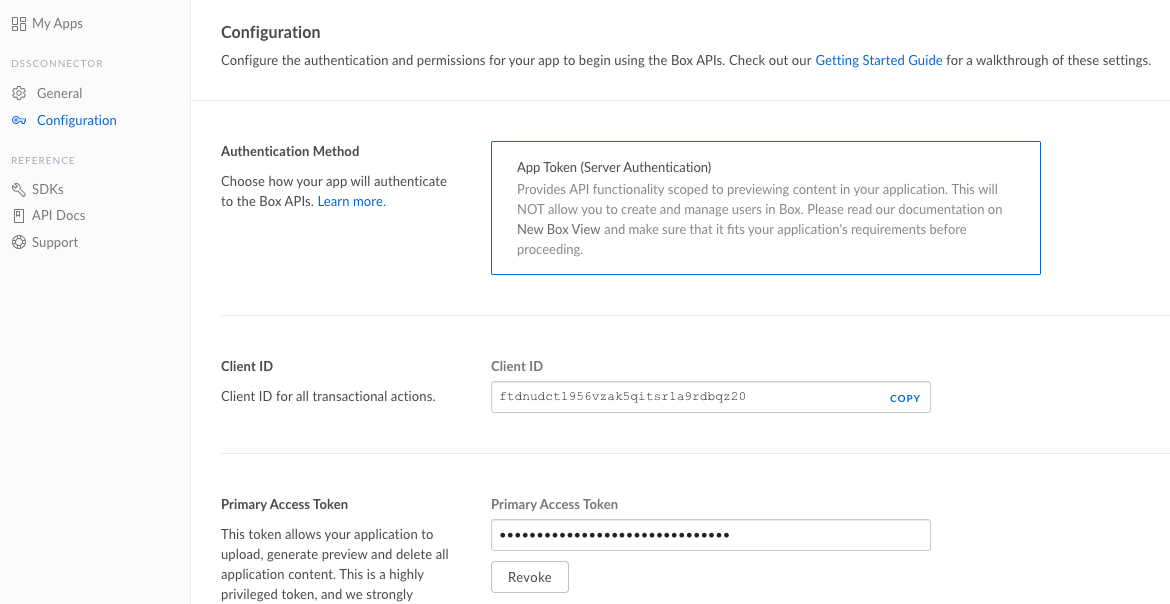 My Apps
DSSCONNECTOR
General
Configuration
REFERENCE
SDKs
API Docs
Support
Configuration
Configure the authentication and permissions for your app to begin using the Box APIs. Check out our Getting Started Guide for a walkthrough of these settings.
Authentication Method
Choose how your app will authenticate
to the Box APIs. Learn more.
App Token (Server Authentication)
Provides API functionality scoped to previewing content in your application. This will
NOT allow you to create and manage users in Box. Please read our documentation on
New Box View and make sure that it fits your application's requirements before
proceeding.
Client ID
Client ID for all transactional actions.
Client ID
ftdnudct1956vzak5qitsr1a9rdbqz20
COPY
Primary Access Token
This token allows your application to
upload, generate preview and delete all
application content. This is a highly
privileged token, and we strongly
Primary Access Token
•••••••••••••••••••••••••••••••
Revoke